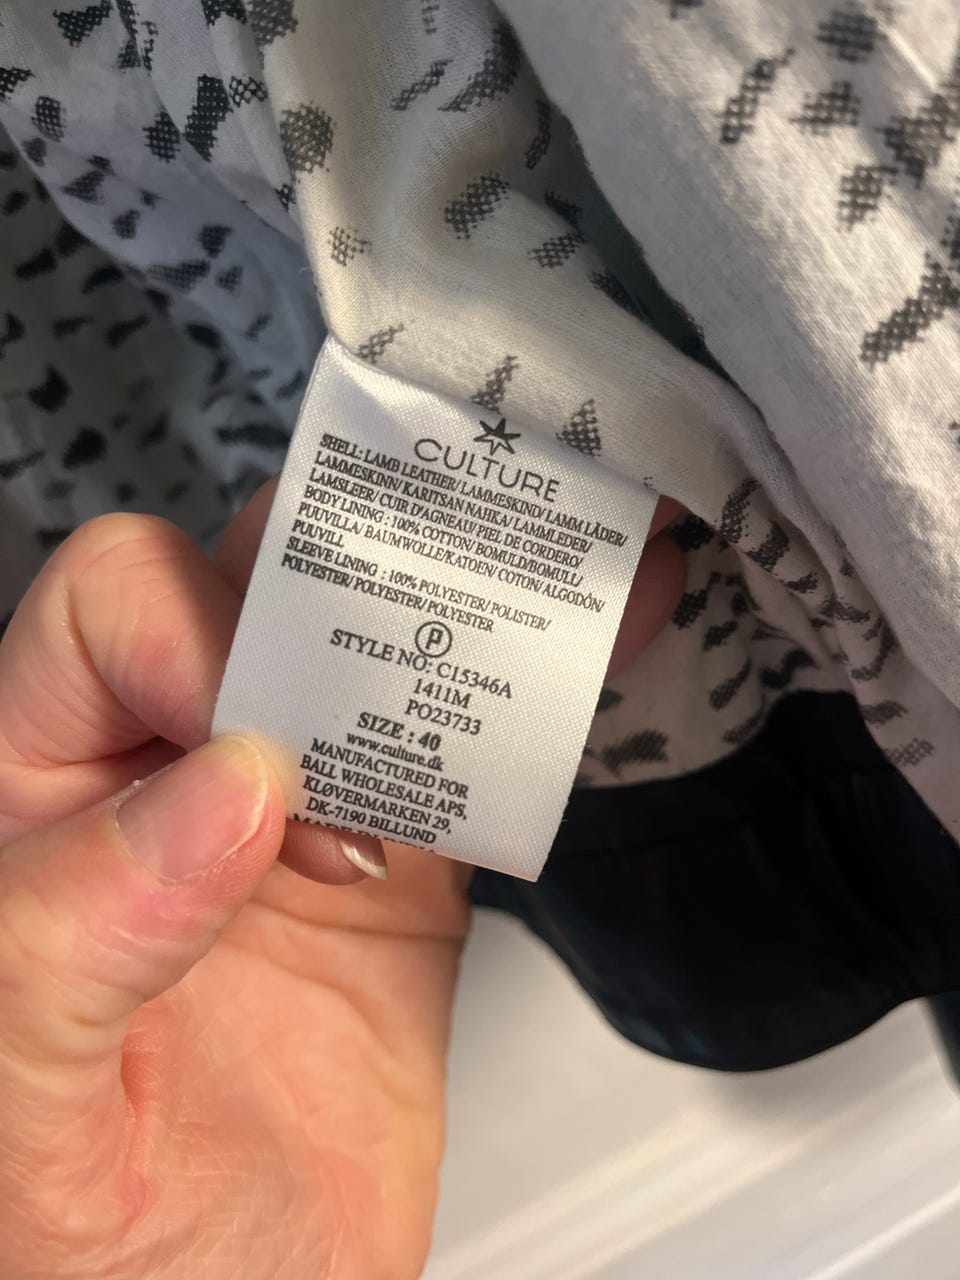 CULTURE
SHELL: LAMB LEATHER/ LAMMESKIND/ LAMM LÄDER/
LAMMESKINN/ KARITSAN NAHKA/ LAMMLEDER/
LAMSLEER/ CUIR D'AGNEAU/ PIEL DE CORDERO/
BODY LINING : 100% COTTON/ BOMULD/BOMULL/
PUUVILLA/ BAUMWOLLE/KATOEN/ COTON/ ALGODÓN/
PUUVILL
SLEEVE LINING : 100% POLYESTER/ POLISTER/
POLYESTER/ POLYESTER/ POLYESTER
P
STYLE NO: C15346A
1411M
PO23733
SIZE : 40
www.culture.dk
MANUFACTURED FOR
BALL WHOLESALE APS,
KLØVERMARKEN 29,
DK-7190 BILLUND
MADE IN